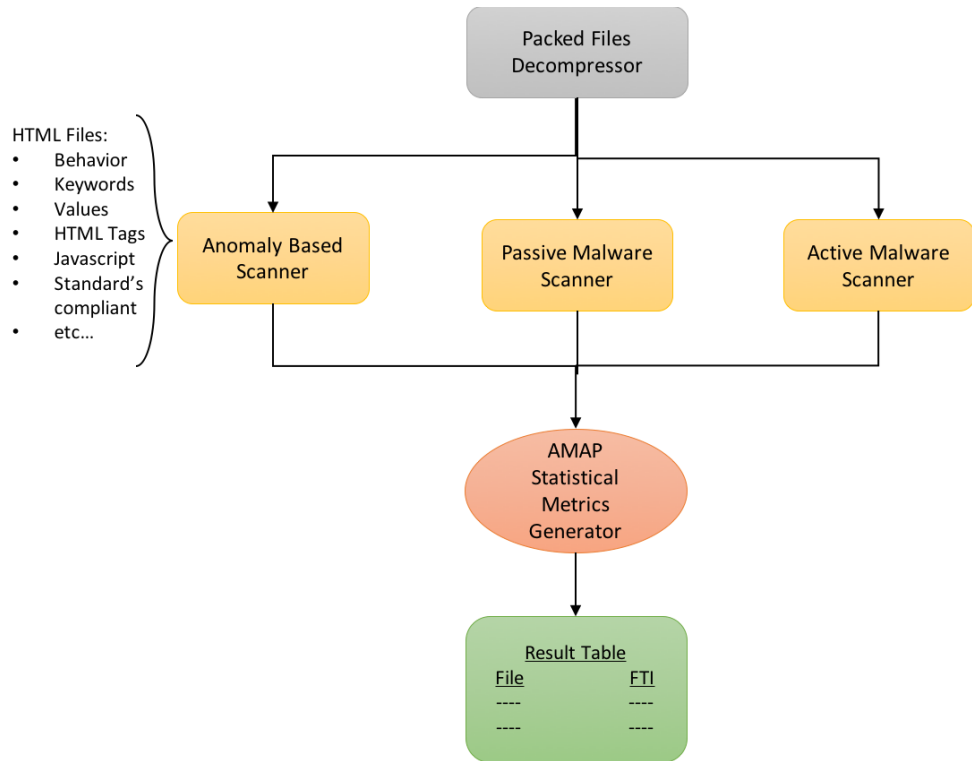 Packed Files
Decompressor
HTML Files:
• Behavior
• Keywords
• Values
• HTML Tags
• Javascript
• Standard's
compliant
• etc...
Anomaly Based
Scanner
Passive Malware
Scanner
Active Malware
Scanner
AMAP
Statistical
Metrics
Generator
Result Table
File FTI
---- ----
---- ----